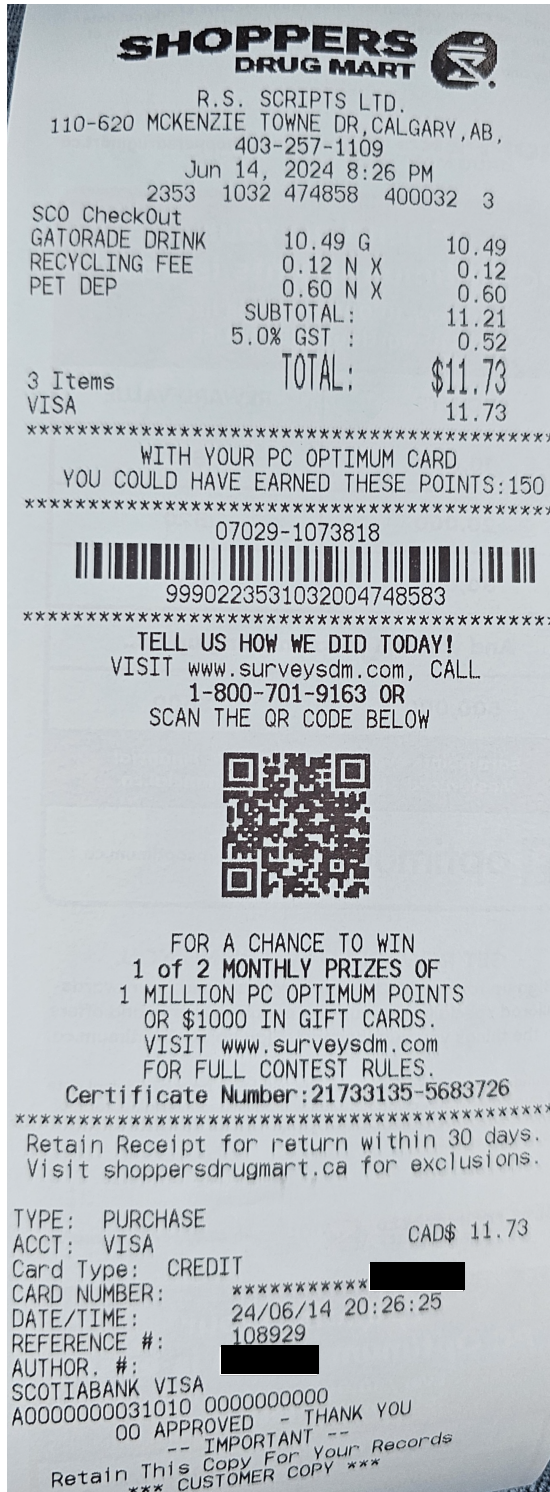 SHOPPERS
DRUG MART
R.S. SCRIPTS LTD.
110-620 MCKENZIE TOWNE DR,CALGARY,AB,
403-257-1109
Jun 14, 2024 8:26 PM
2353 1032 474858 400032 3
SCO CheckOut
GATORADE DRINK 10.49 G 10.49
RECYCLING FEE 0.12 N X 0.12
PET DEP 0.60 N X 0.60
SUBTOTAL: 11.21
5.0% GST : 0.52
3 Items TOTAL: $11.73
VISA 11.73
******************************************
WITH YOUR PC OPTIMUM CARD
YOU COULD HAVE EARNED THESE POINTS:150
******************************************
07029-1073818
9990223531032004748583
******************************************
TELL US HOW WE DID TODAY!
VISIT www.surveysdm.com, CALL
1-800-701-9163 OR
SCAN THE QR CODE BELOW
FOR A CHANCE TO WIN
1 of 2 MONTHLY PRIZES OF
1 MILLION PC OPTIMUM POINTS
OR $1000 IN GIFT CARDS.
VISIT www.surveysdm.com
FOR FULL CONTEST RULES.
Certificate Number:21733135-5683726
******************************************
Retain Receipt for return within 30 days.
Visit shoppersdrugmart.ca for exclusions.
TYPE: PURCHASE
ACCT: VISA CAD$ 11.73
Card Type: CREDIT
CARD NUMBER: ***********
DATE/TIME: 24/06/14 20:26:25
REFERENCE #: 108929
AUTHOR. #:
SCOTIABANK VISA
A0000000031010 0000000000
00 APPROVED - THANK YOU
-- IMPORTANT --
Retain This Copy For Your Records
*** CUSTOMER COPY ***